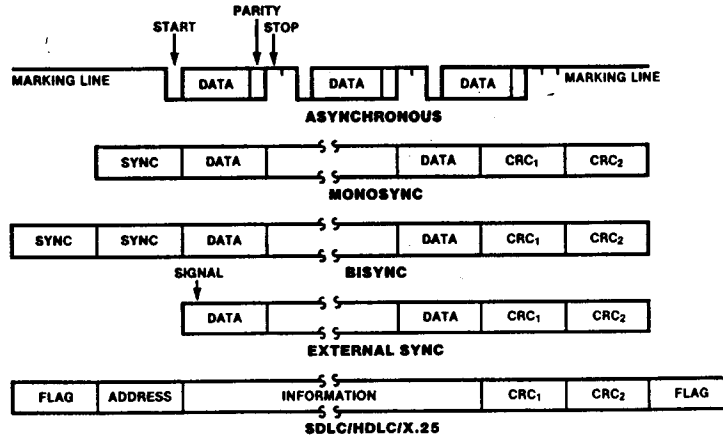 PARITY
START STOP
MARKING LINE DATA DATA DATA MARKING LINE
ASYNCHRONOUS
SYNC DATA DATA CRC₁ CRC₂
MONOSYNC
SYNC SYNC DATA DATA CRC₁ CRC₂
BISYNC
SIGNAL
DATA DATA CRC₁ CRC₂
EXTERNAL SYNC
FLAG ADDRESS INFORMATION CRC₁ CRC₂ FLAG
SDLC/HDLC/X.25